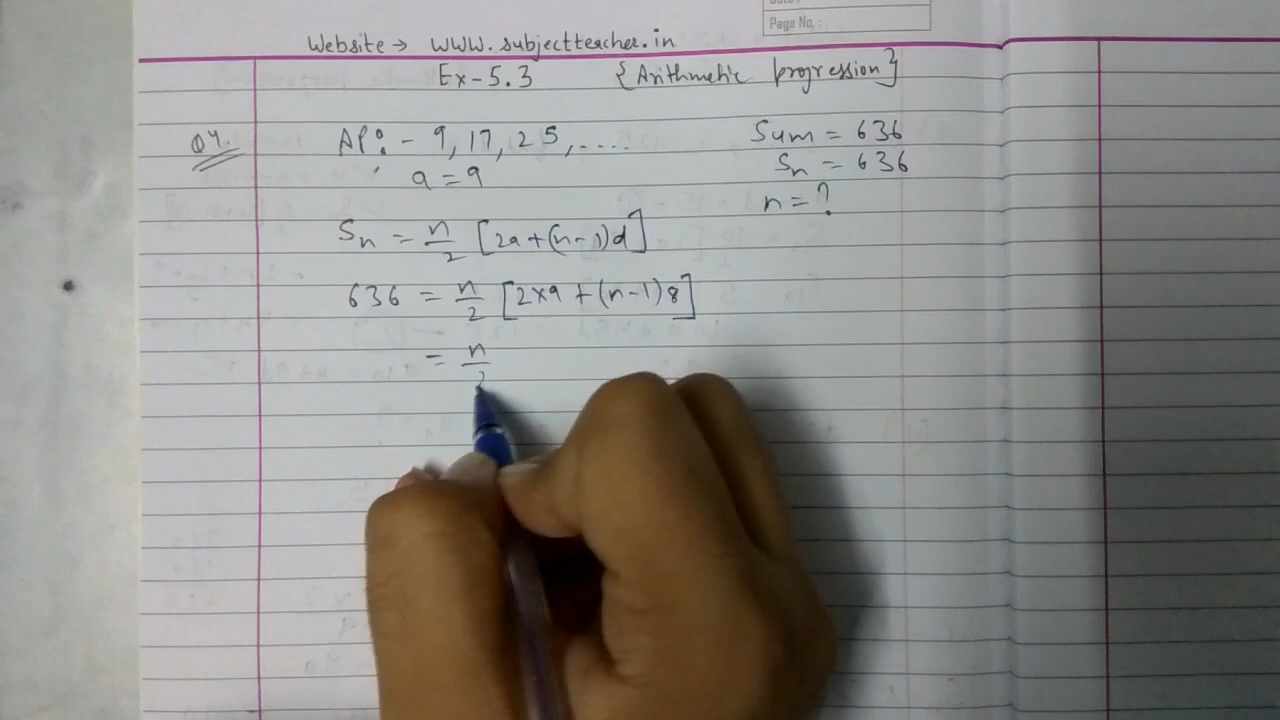 Page No. :
Website → www.subjectteacher.in
Ex-5.3 {Arithmetic progression}
Q4. AP:- 9, 17, 25, ..... Sum = 636
a = 9 Sn = 636
n = ?
Sn = n/2 [2a+(n-1)d]
636 = n/2 [2×9 + (n-1)8]
= n/2